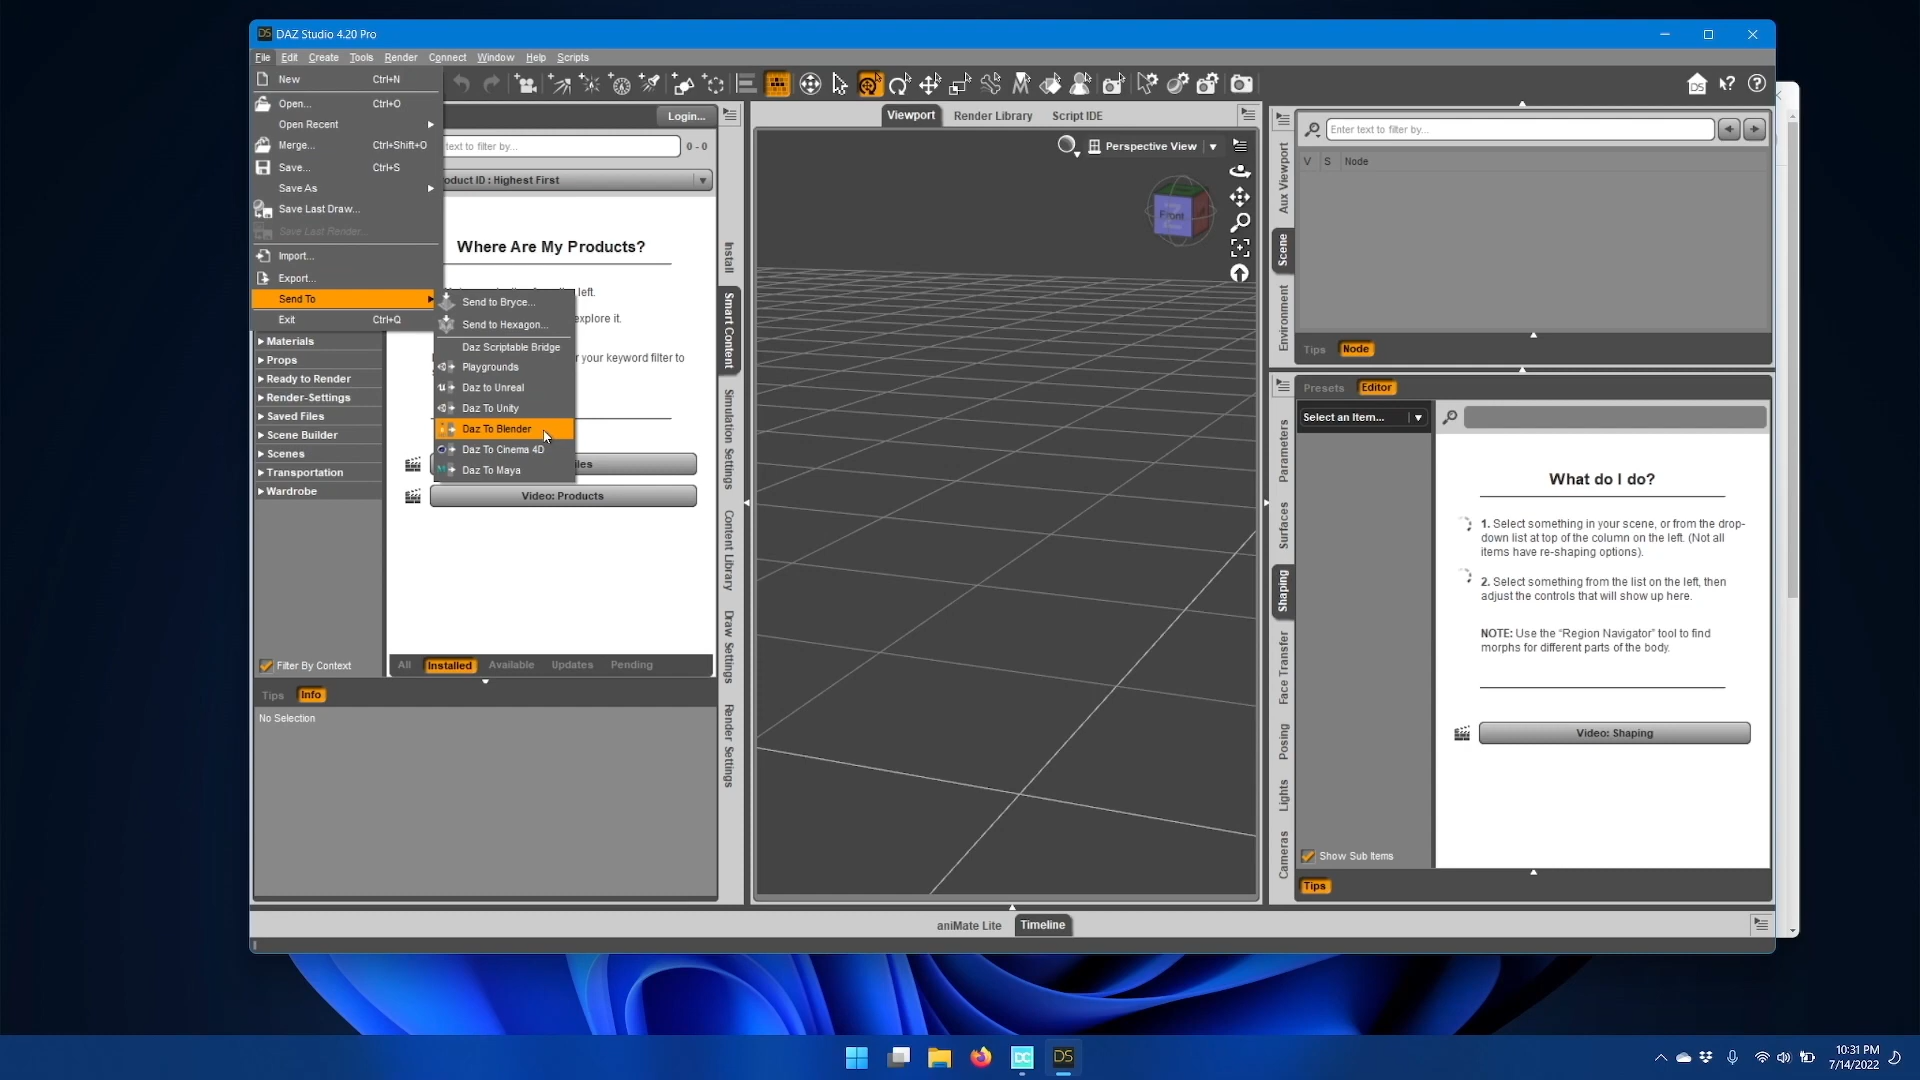 DAZ Studio 4.20 Pro
File Edit Create Tools Render Connect Window Help Scripts
New Ctrl+N
Open... Ctrl+O
Open Recent
Merge... Ctrl+Shift+O
Save... Ctrl+S
Save As
Save Last Draw...
Save Last Render...
Import...
Export...
Send To
Exit Ctrl+Q
Send to Bryce...
Send to Hexagon...
Daz Scriptable Bridge
Playgrounds
Daz to Unreal
Daz To Unity
Daz To Blender
Daz To Cinema 4D
Daz To Maya
Materials
Props
Ready to Render
Render-Settings
Saved Files
Scene Builder
Scenes
Transportation
Wardrobe
Filter By Context
Login...
text to filter by...
0 - 0
oduct ID : Highest First
Where Are My Products?
left.
explore it.
your keyword filter to
Video: Products
All Installed Available Updates Pending
Tips Info
No Selection
Install
Smart Content
Simulation Settings
Content Library
Draw Settings
Render Settings
Viewport Render Library Script IDE
Perspective View
Front
aniMate Lite Timeline
Aux Viewport
Scene
Environment
Enter text to filter by...
V S Node
Tips Node
Parameters
Surfaces
Shaping
Face Transfer
Posing
Lights
Cameras
Presets Editor
Select an Item...
What do I do?
1. Select something in your scene, or from the drop-
down list at top of the column on the left. (Not all
items have re-shaping options).
2. Select something from the list on the left, then
adjust the controls that will show up here.
NOTE: Use the “Region Navigator” tool to find
morphs for different parts of the body.
Video: Shaping
Show Sub Items
Tips
DC
DS
10:31 PM
7/14/2022